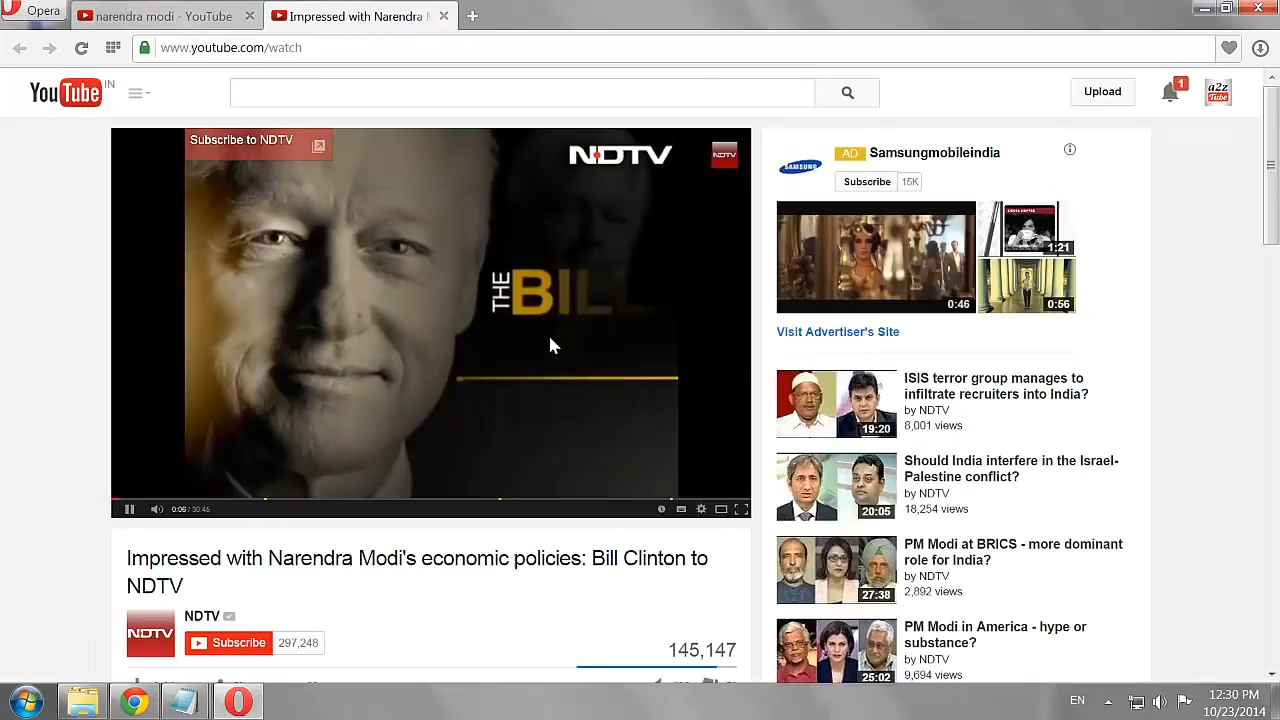 Opera
narendra modi - YouTube
Impressed with Narendra M
www.youtube.com/watch
YouTube IN
Upload
1
a2z
Tube
Subscribe to NDTV
NDTV
NDTV
THE BILL
0:06 / 30:46
AD Samsungmobileindia
SAMSUNG
Subscribe 15K
COSTA COFFEE
1:21
0:46
0:56
Visit Advertiser's Site
ISIS terror group manages to
infiltrate recruiters into India?
by NDTV
8,001 views
19:20
Should India interfere in the Israel-
Palestine conflict?
by NDTV
18,254 views
20:05
PM Modi at BRICS - more dominant
role for India?
by NDTV
2,892 views
27:38
PM Modi in America - hype or
substance?
by NDTV
9,694 views
25:02
Impressed with Narendra Modi's economic policies: Bill Clinton to
NDTV
NDTV
NDTV
Subscribe 297,248
145,147
EN
12:30 PM
10/23/2014